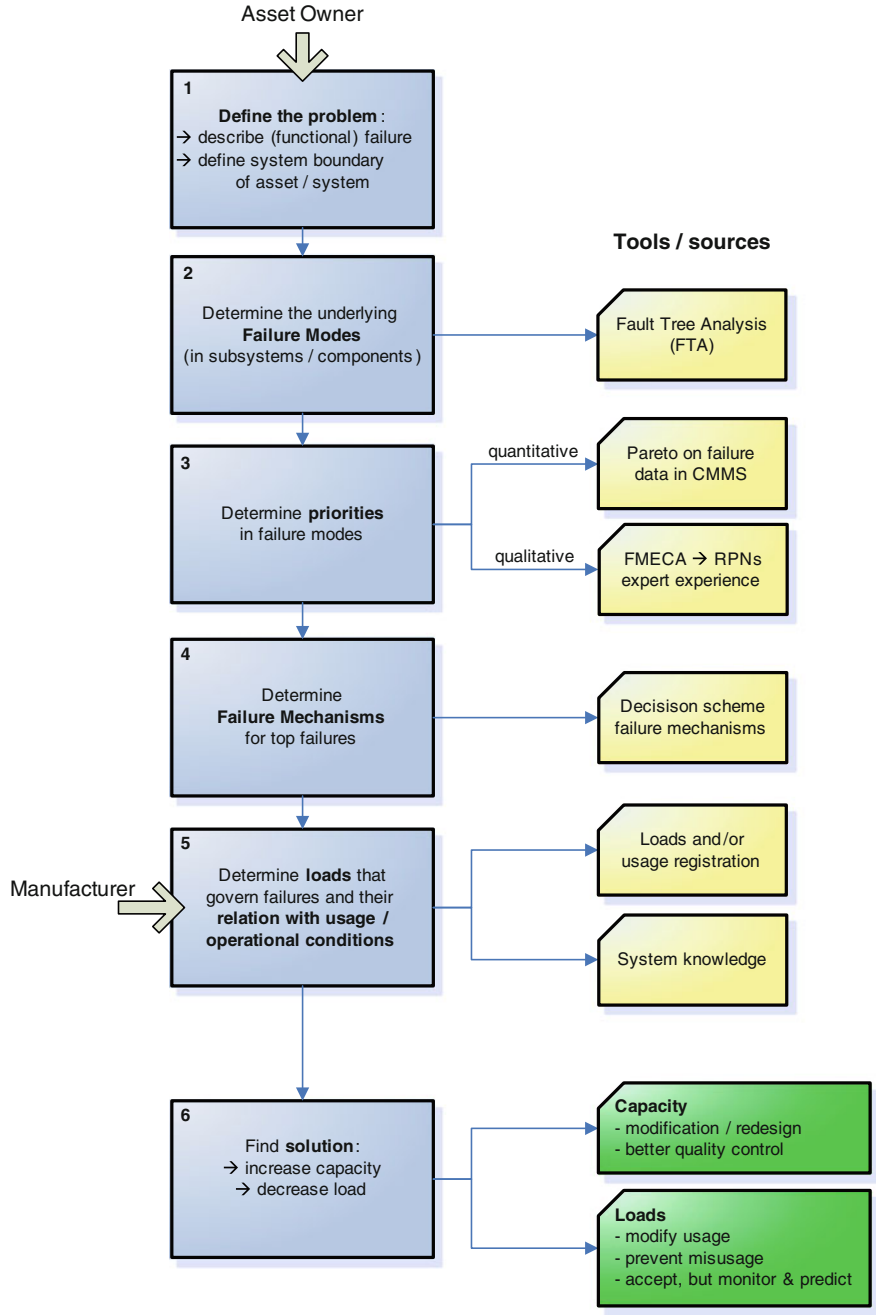 Asset Owner
1
Define the problem :
→ describe (functional) failure
→ define system boundary
of asset / system
Tools / sources
2
Determine the underlying
Failure Modes
(in subsystems / components)
Fault Tree Analysis
(FTA)
3
Determine priorities
in failure modes
quantitative
Pareto on failure
data in CMMS
qualitative
FMECA → RPNs
expert experience
4
Determine
Failure Mechanisms
for top failures
Decisison scheme
failure mechanisms
Manufacturer
5
Determine loads that
govern failures and their
relation with usage /
operational conditions
Loads and/or
usage registration
System knowledge
6
Find solution:
→ increase capacity
→ decrease load
Capacity
- modification / redesign
- better quality control
Loads
- modify usage
- prevent misusage
- accept, but monitor & predict